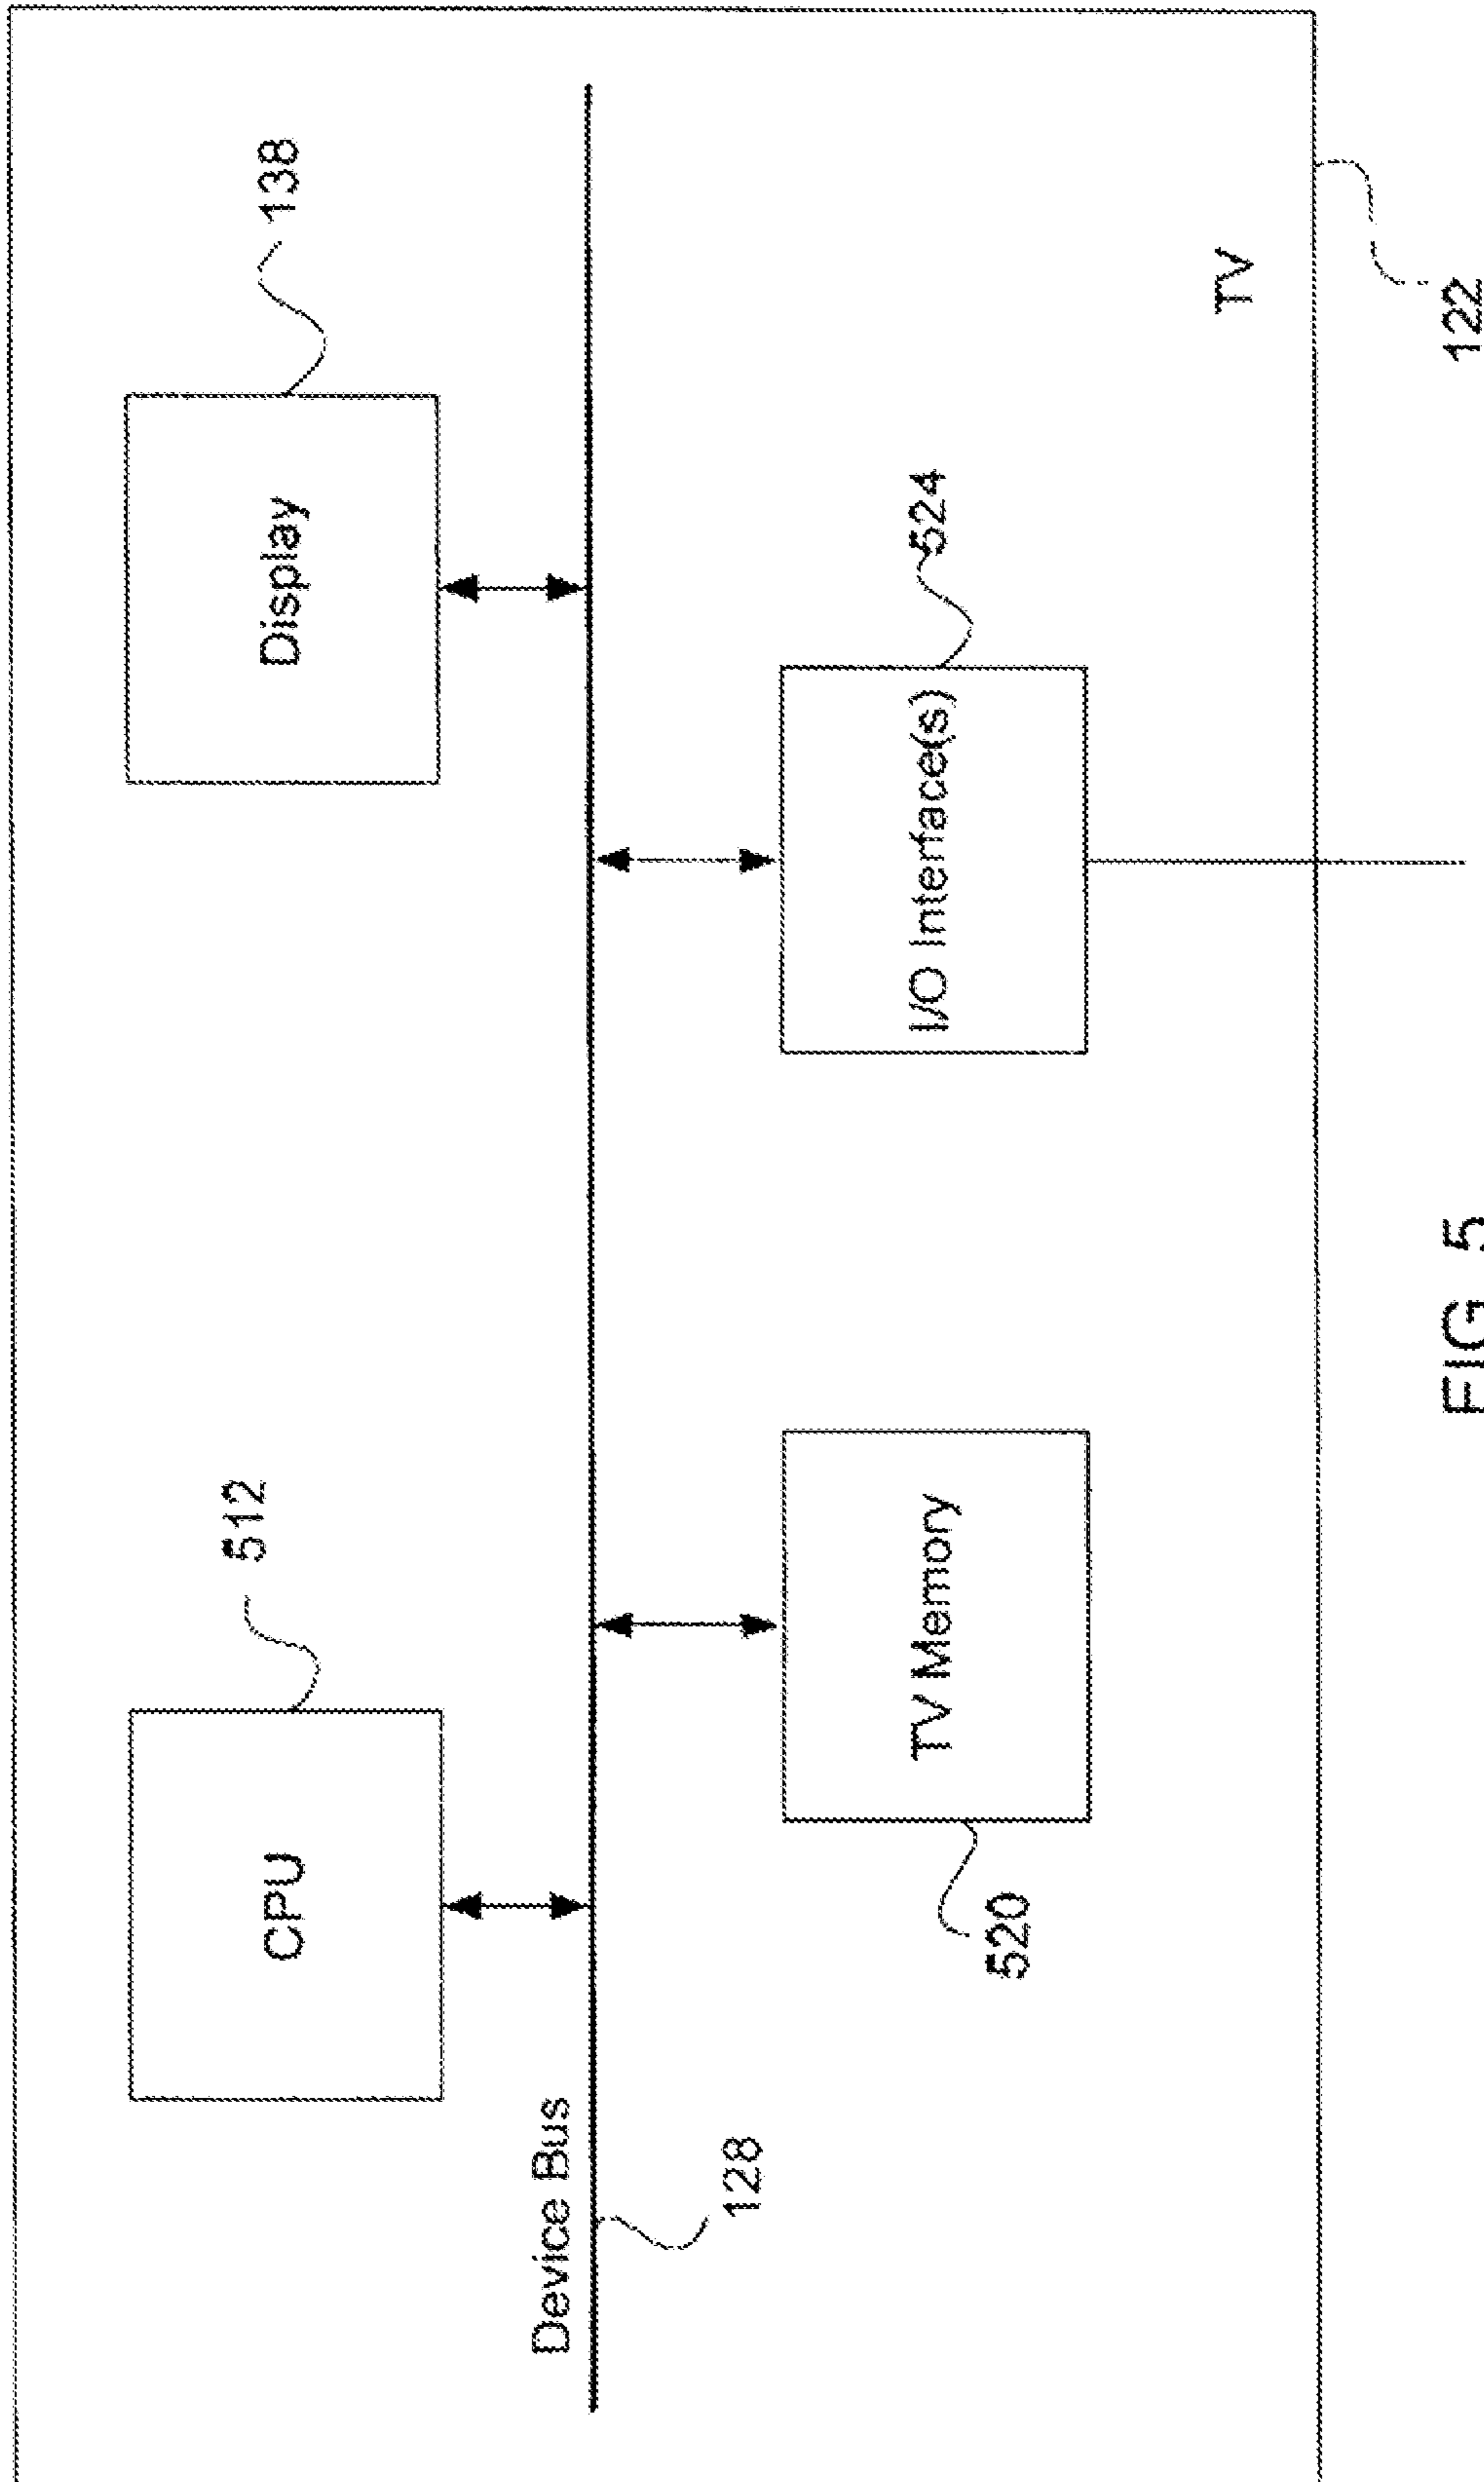 CPU
512
Display
138
Device Bus
128
TV Memory
520
I/O Interface(s)
524
TV
122
FIG. 5